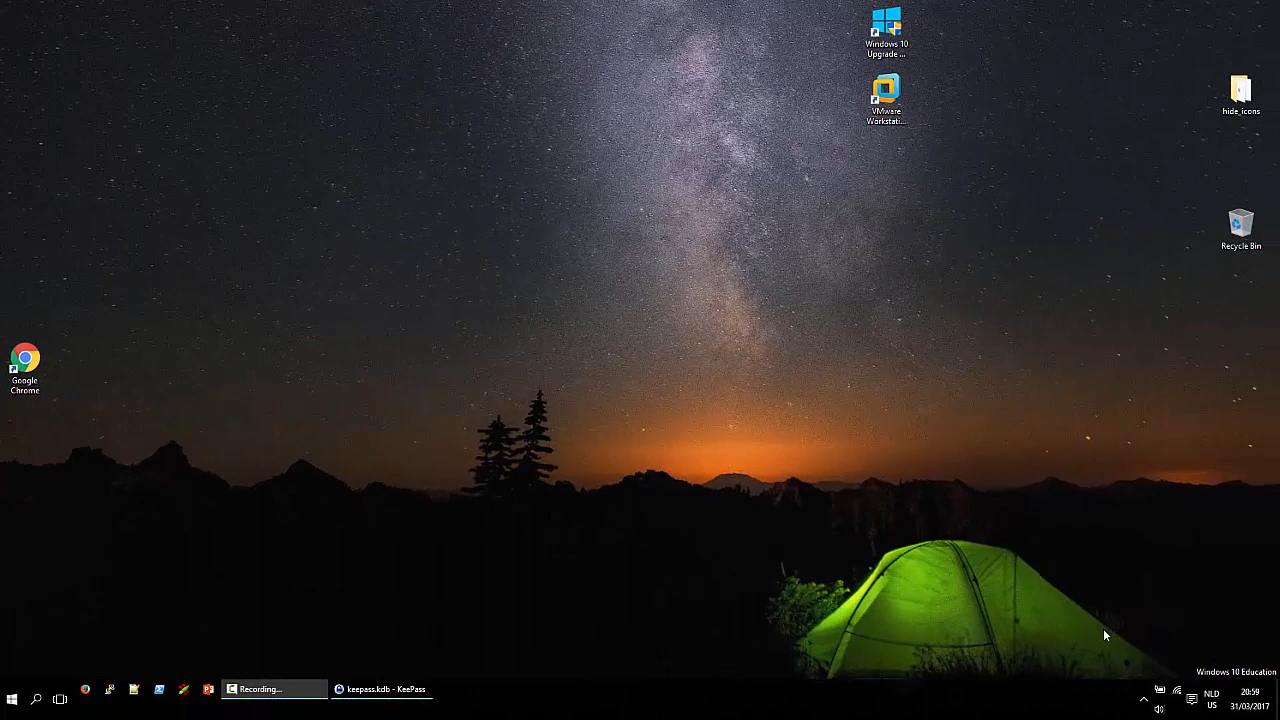 Windows 10
Upgrade ...
VMware
Workstati...
hide_icons
Recycle Bin
Google
Chrome
Windows 10 Education
Recording...
keepass.kdb - KeePass
NLD
US
20:59
31/03/2017